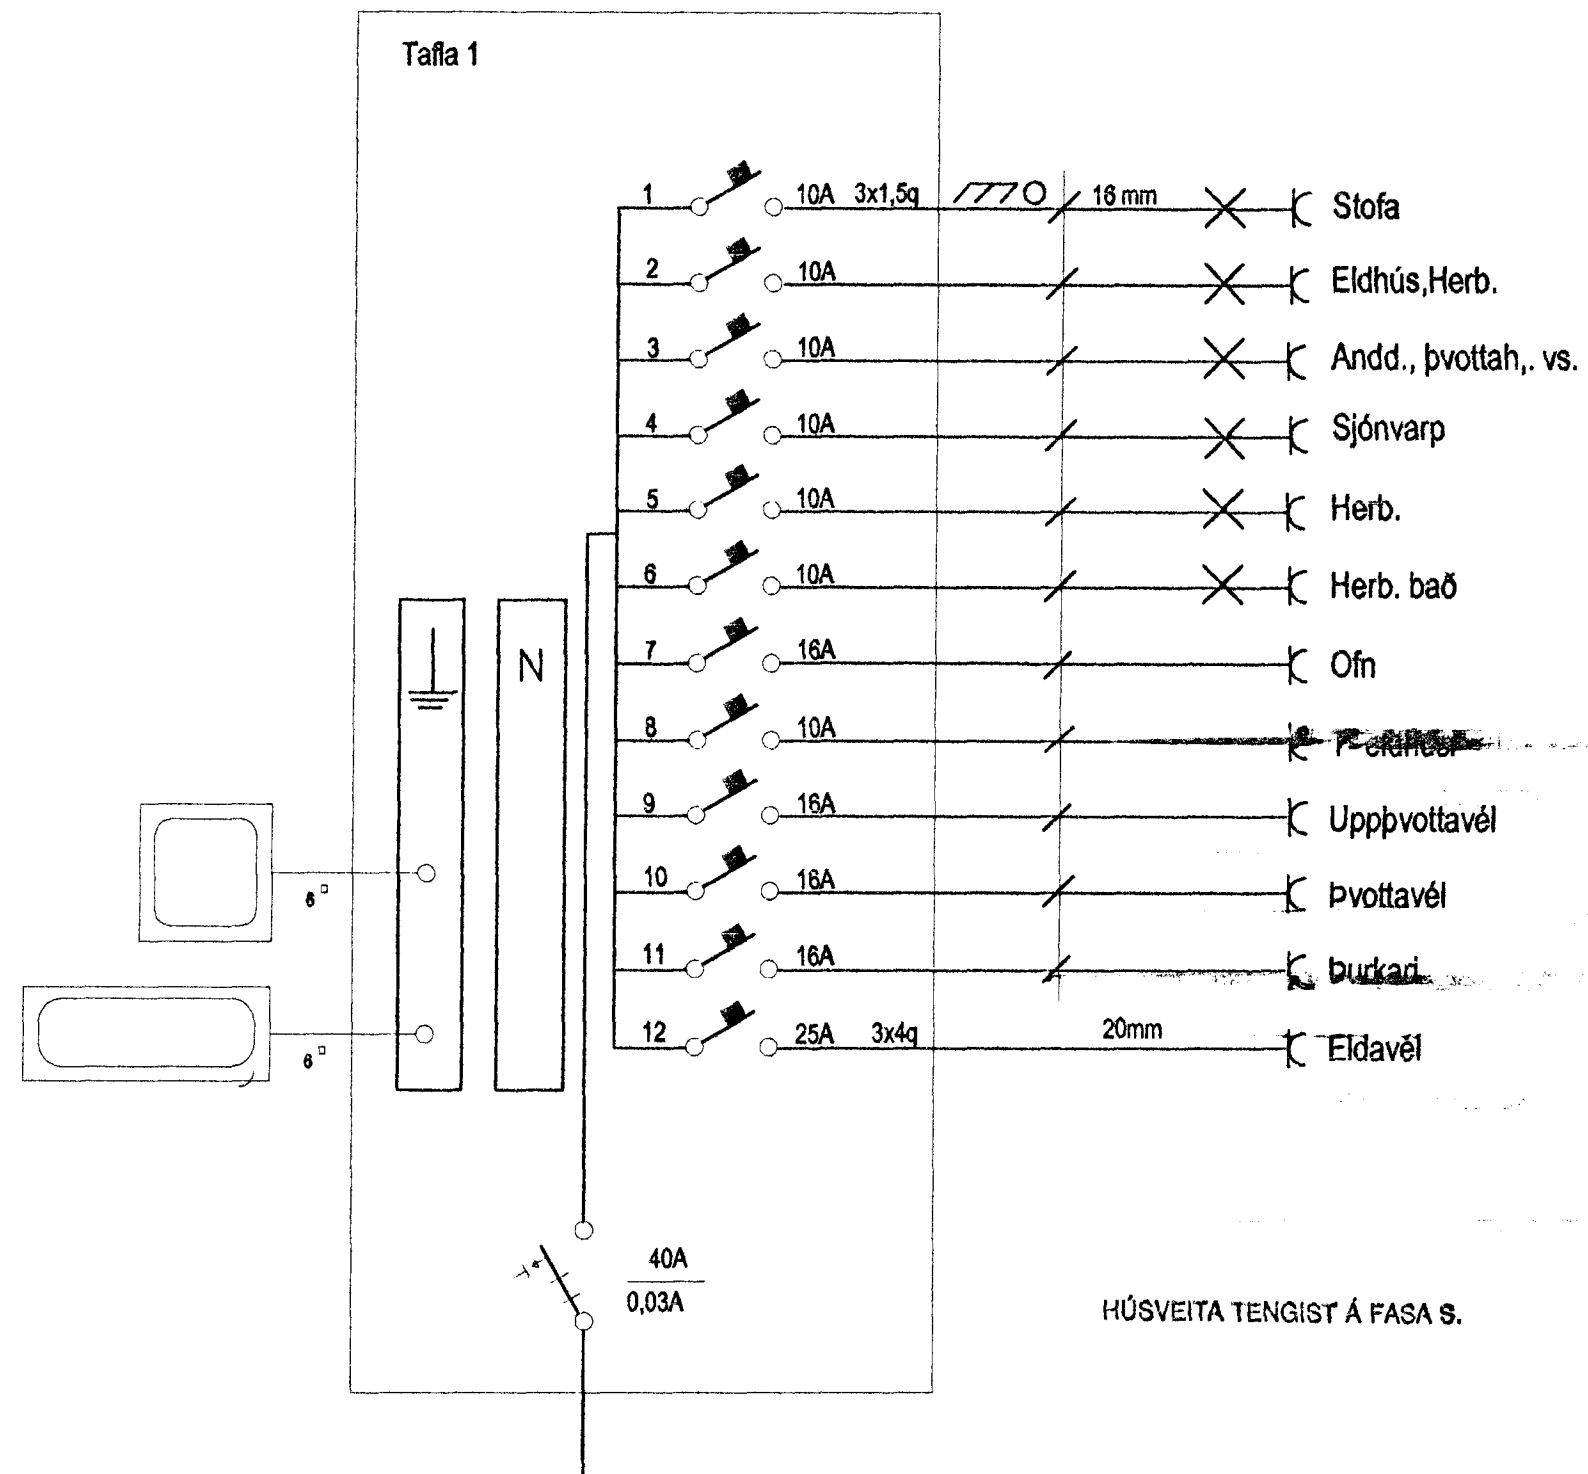 Tafla 1
1 10A 3x1,5q 16 mm Stofa
2 10A Eldhús,Herb.
3 10A Andd., þvottah,. vs.
4 10A Sjónvarp
5 10A Herb.
6 10A Herb. bað
7 16A Ofn
8 10A
9 16A Uppþvottavél
10 16A Þvottavél
11 16A Þurkari
12 25A 3x4q 20mm Eldavél
N
6 □
6 □
40A
0,03A
HÚSVEITA TENGIST Á FASA S.